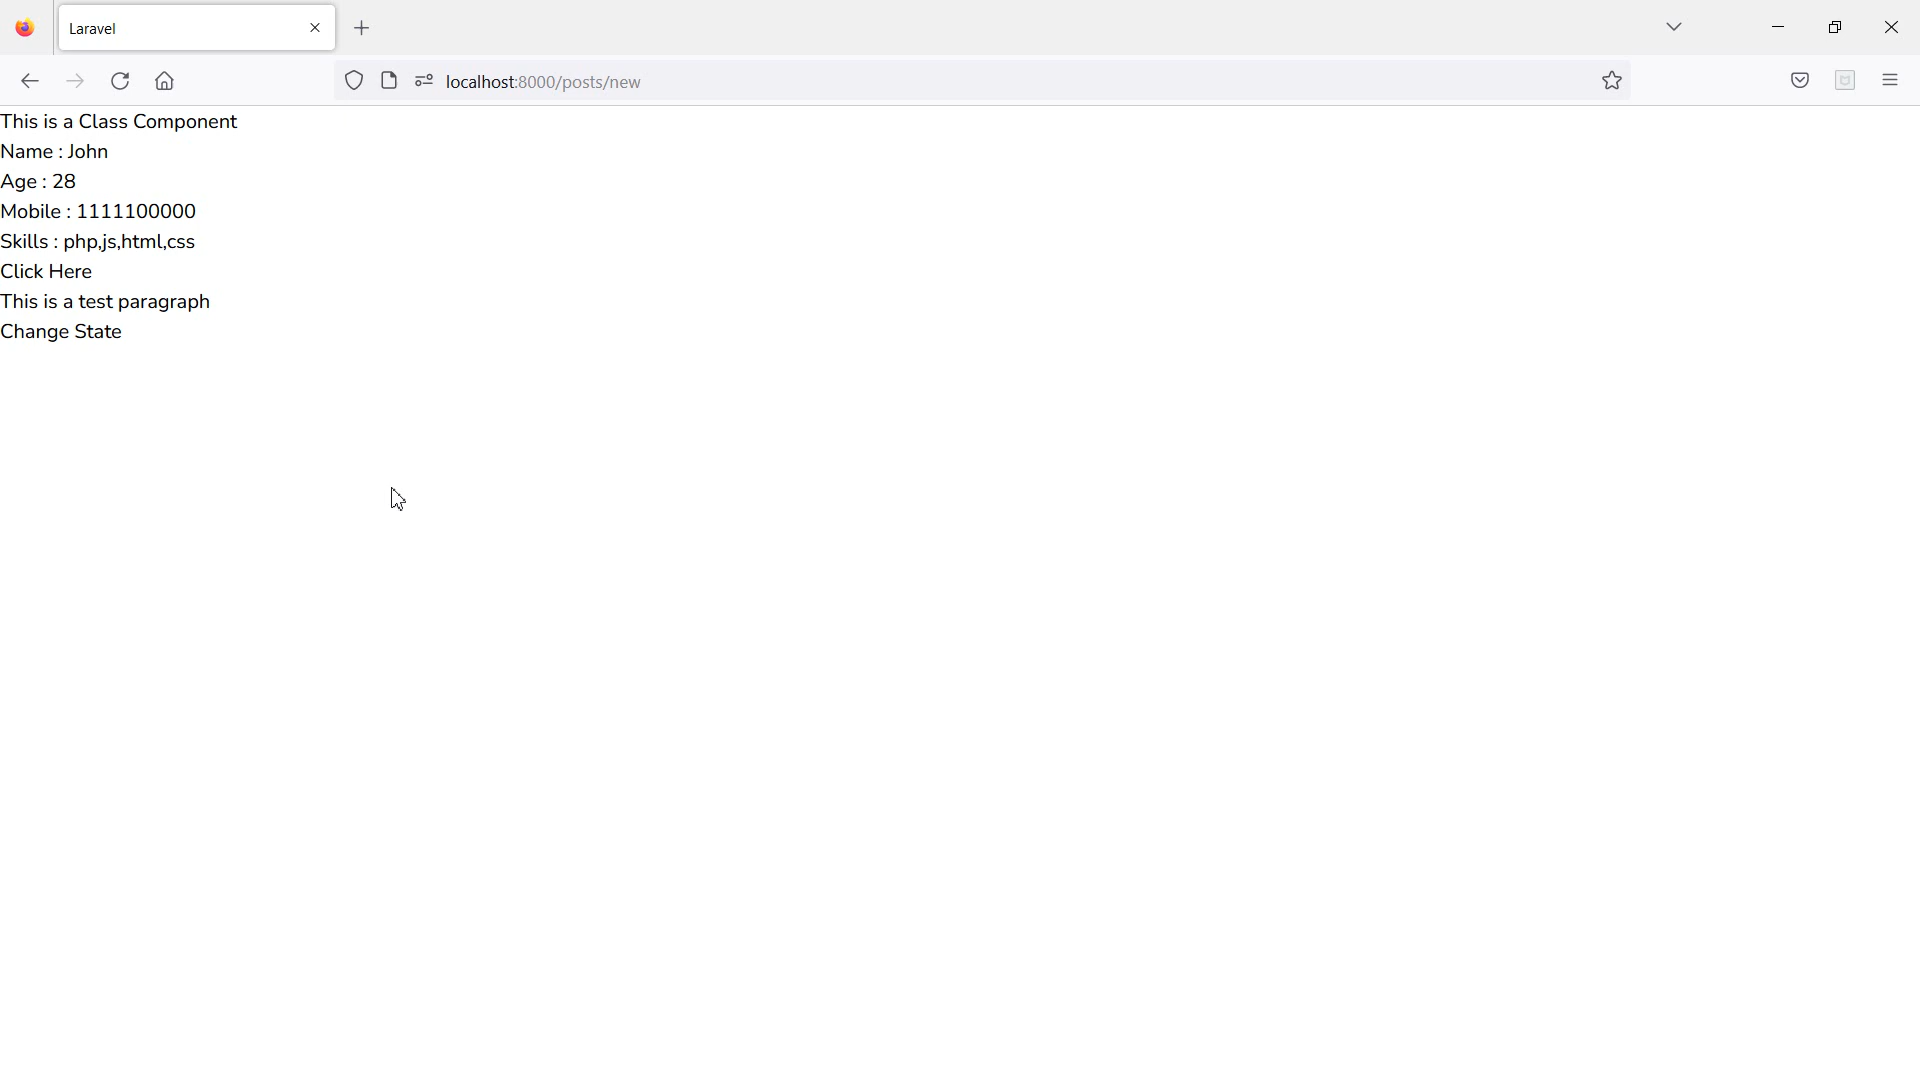 Laravel
localhost:8000/posts/new
This is a Class Component
Name : John
Age : 28
Mobile : 1111100000
Skills : php,js,html,css
Click Here
This is a test paragraph
Change State